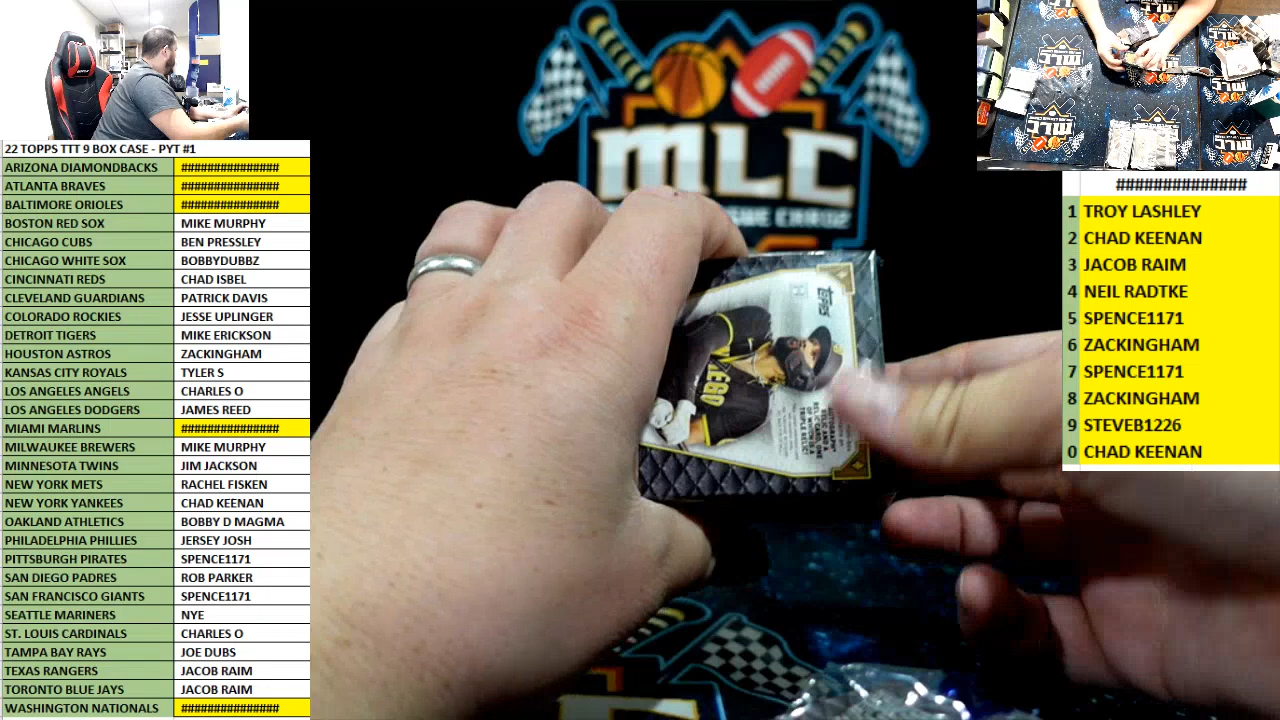 22 TOPPS TTT 9 BOX CASE - PYT #1
ARIZONA DIAMONDBACKS ###############
ATLANTA BRAVES ###############
BALTIMORE ORIOLES ###############
BOSTON RED SOX MIKE MURPHY
CHICAGO CUBS BEN PRESSLEY
CHICAGO WHITE SOX BOBBYDUBBZ
CINCINNATI REDS CHAD ISBEL
CLEVELAND GUARDIANS PATRICK DAVIS
COLORADO ROCKIES JESSE UPLINGER
DETROIT TIGERS MIKE ERICKSON
HOUSTON ASTROS ZACKINGHAM
KANSAS CITY ROYALS TYLER S
LOS ANGELES ANGELS CHARLES O
LOS ANGELES DODGERS JAMES REED
MIAMI MARLINS ###############
MILWAUKEE BREWERS MIKE MURPHY
MINNESOTA TWINS JIM JACKSON
NEW YORK METS RACHEL FISKEN
NEW YORK YANKEES CHAD KEENAN
OAKLAND ATHLETICS BOBBY D MAGMA
PHILADELPHIA PHILLIES JERSEY JOSH
PITTSBURGH PIRATES SPENCE1171
SAN DIEGO PADRES ROB PARKER
SAN FRANCISCO GIANTS SPENCE1171
SEATTLE MARINERS NYE
ST. LOUIS CARDINALS CHARLES O
TAMPA BAY RAYS JOE DUBS
TEXAS RANGERS JACOB RAIM
TORONTO BLUE JAYS JACOB RAIM
WASHINGTON NATIONALS ###############
MLC
TOPPS
###############
1 TROY LASHLEY
2 CHAD KEENAN
3 JACOB RAIM
4 NEIL RADTKE
5 SPENCE1171
6 ZACKINGHAM
7 SPENCE1171
8 ZACKINGHAM
9 STEVEB1226
0 CHAD KEENAN